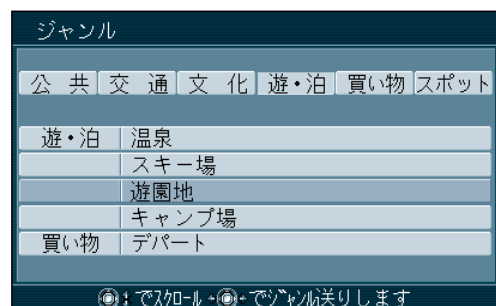 ジャンル
公共 交通 文化 遊・泊 買い物 スポット
遊・泊 温泉
スキー場
遊園地
キャンプ場
買い物 デパート
でスクロール でジャンル送りします